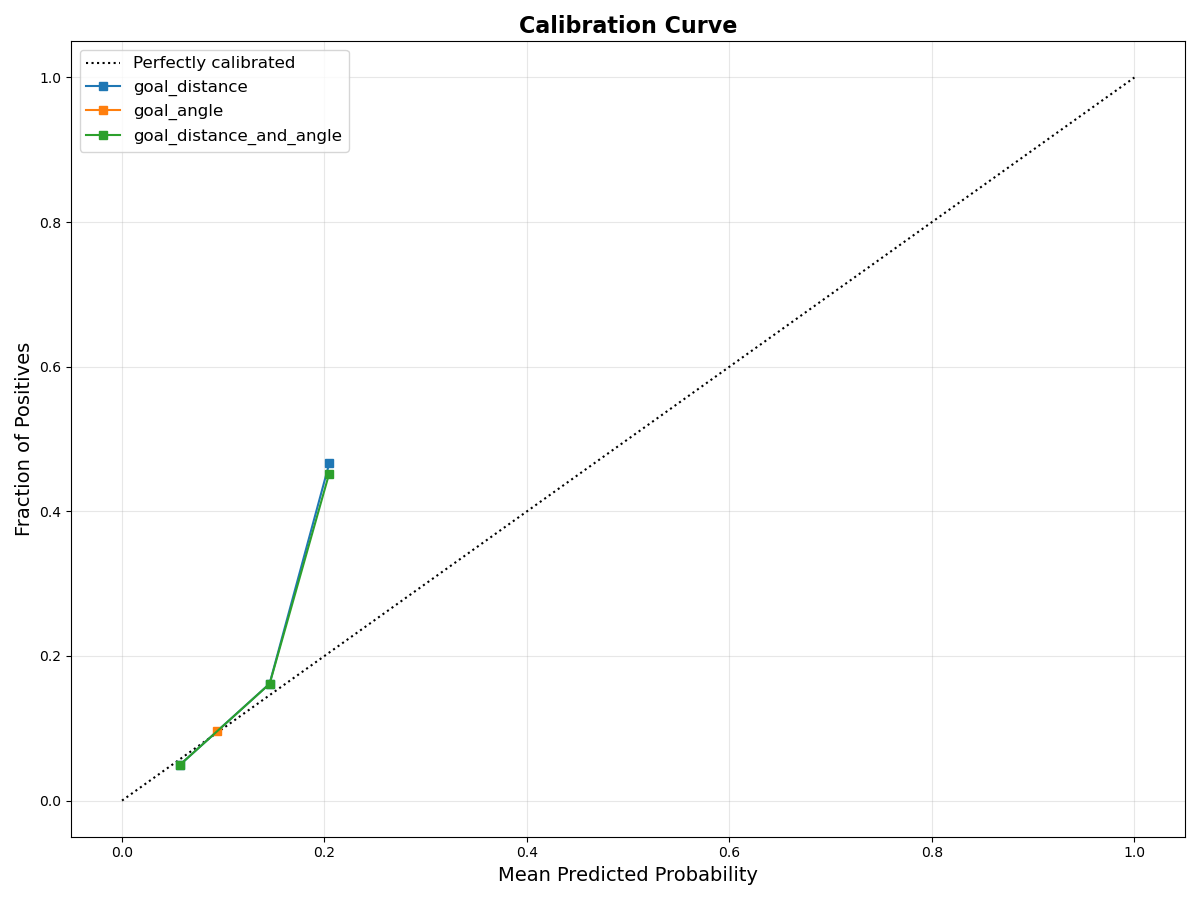 Calibration Curve
Perfectly calibrated
goal_distance
goal_angle
goal_distance_and_angle
1.0
0.8
0.6
0.4
0.2
0.0
Fraction of Positives
0.0 0.2 0.4 0.6 0.8 1.0
Mean Predicted Probability